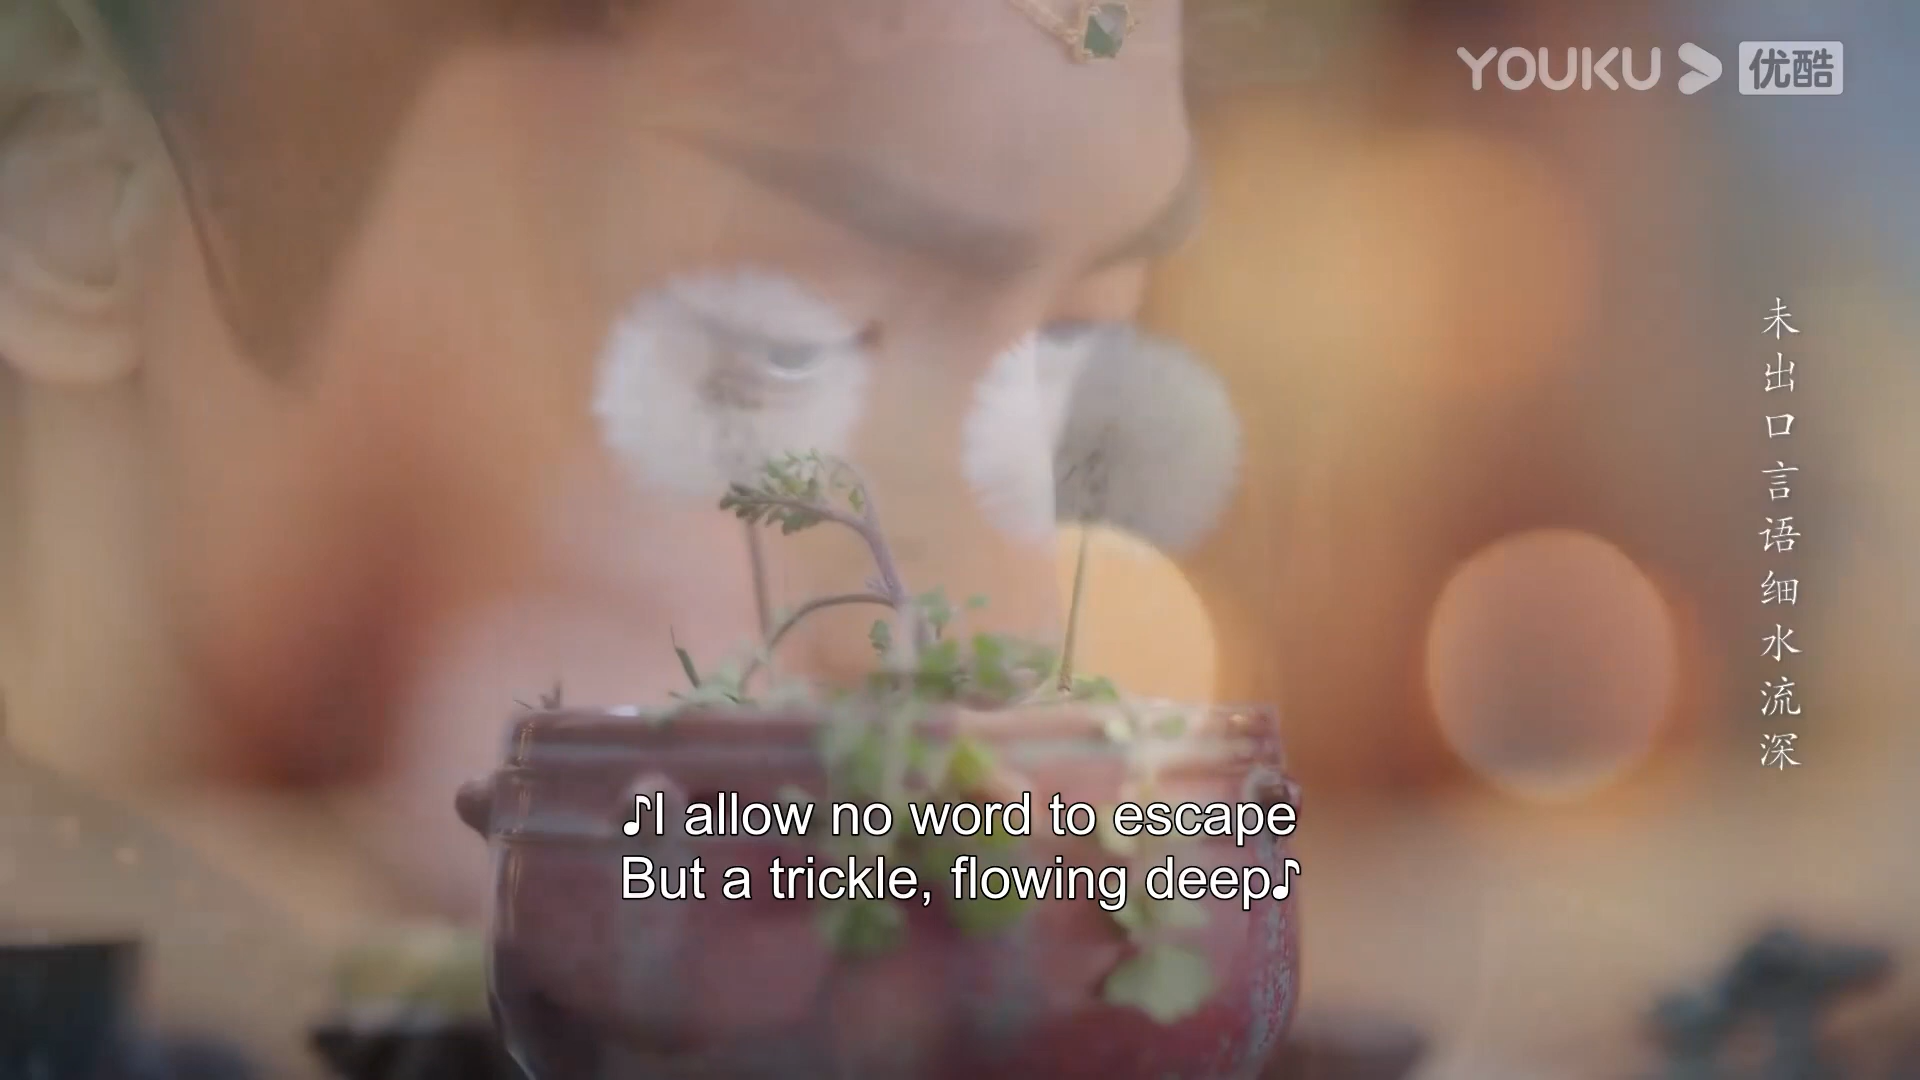 YOUKU 优酷
未出口言语细水流深
♪I allow no word to escape
But a trickle, flowing deep♪